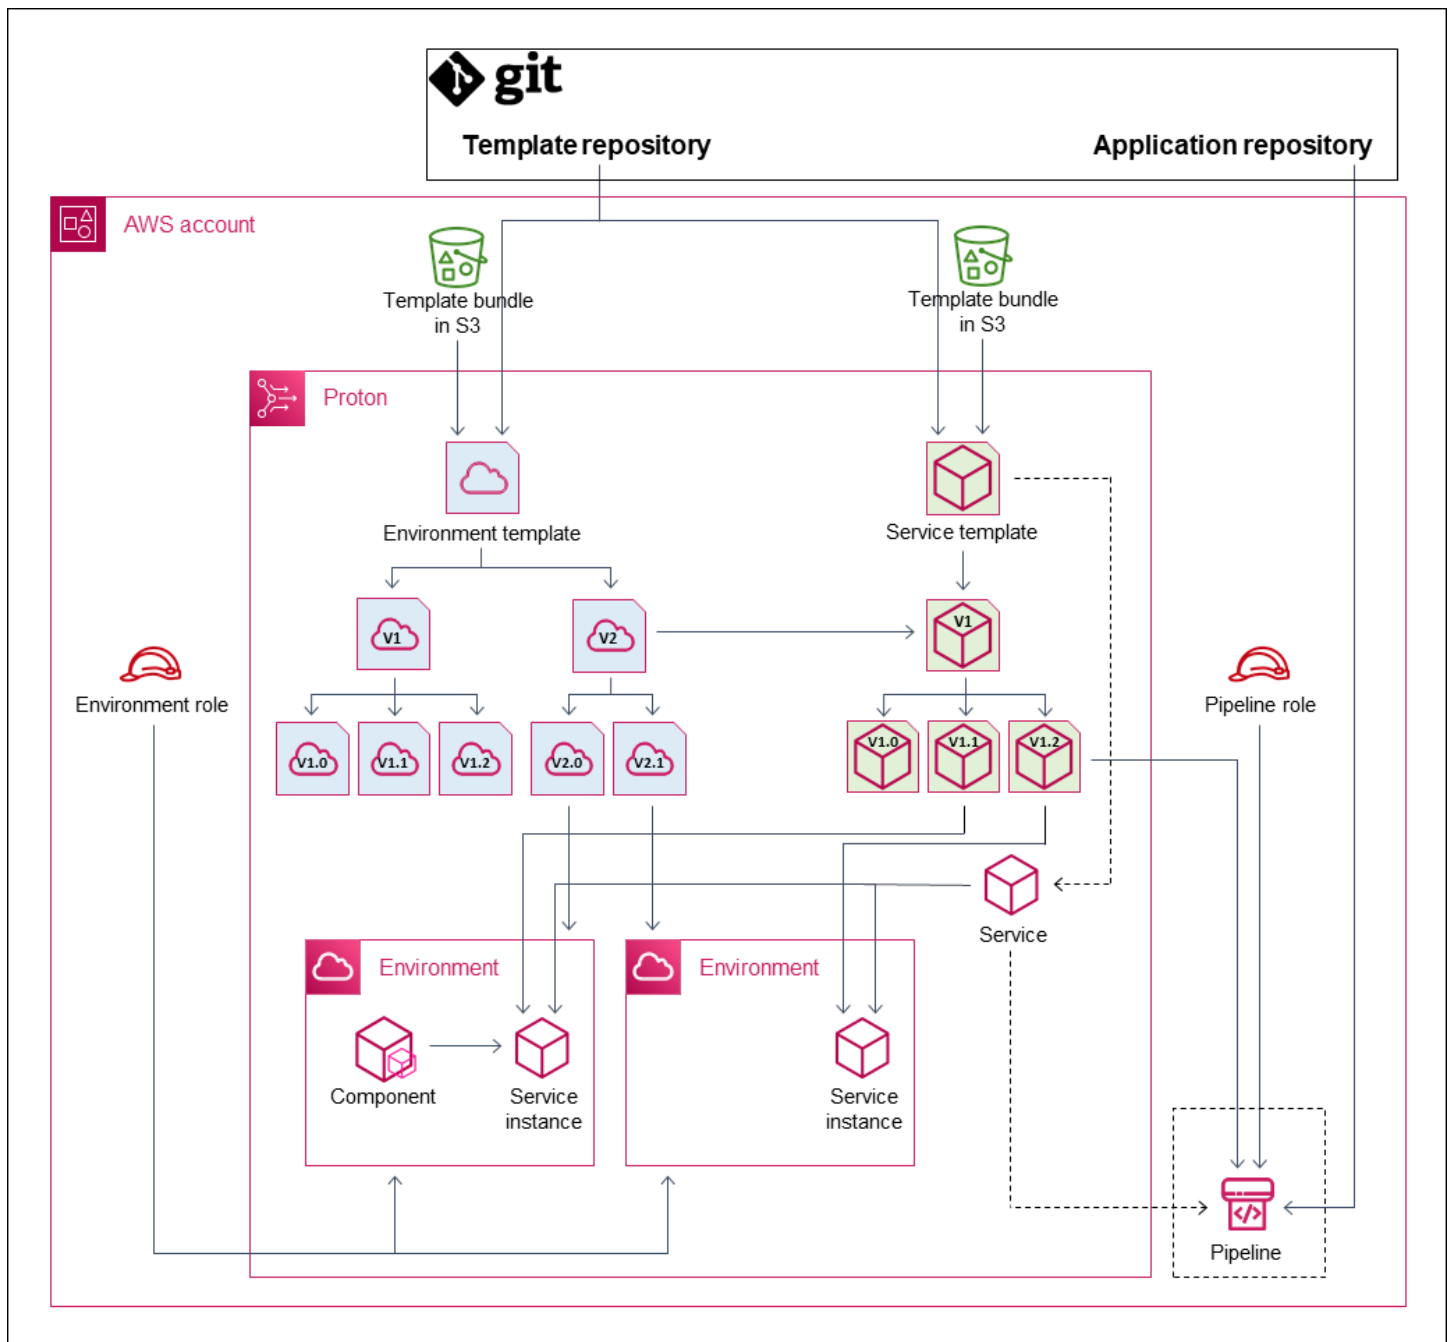 git
Template repository
Application repository
AWS account
Template bundle
in S3
Template bundle
in S3
Proton
Environment template
Service template
V1
V2
V1
Environment role
Pipeline role
V1.0
V1.1
V1.2
V2.0
V2.1
V1.0
V1.1
V1.2
Service
Environment
Environment
Component
Service
instance
Service
instance
</>
Pipeline